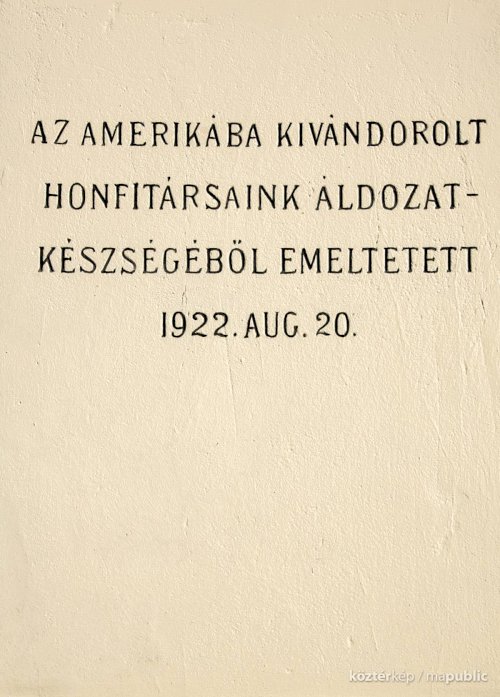 AZ AMERIKÁBA KIVÁNDOROLT
HONFITÁRSAINK ÁLDOZAT-
KÉSZSÉGÉBŐL EMELTETETT
1922. AUG. 20.
köztérkép / mapublic